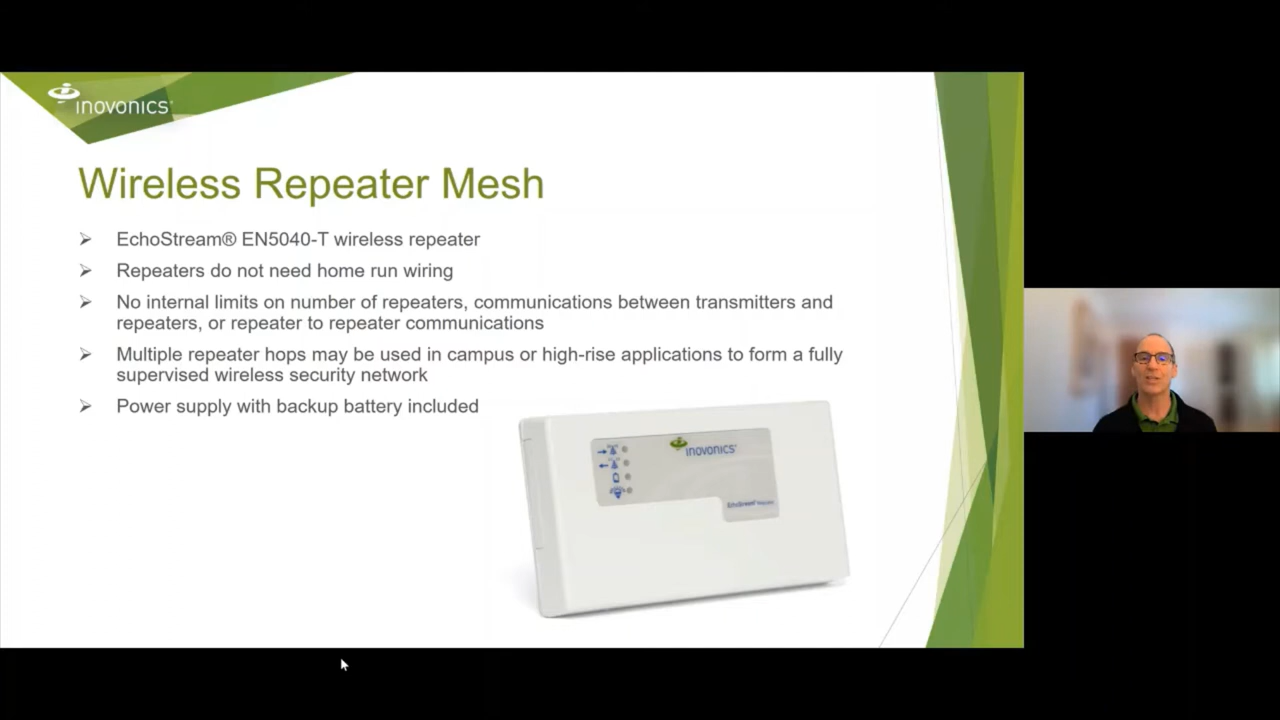 inovonics
Wireless Repeater Mesh
EchoStream® EN5040-T wireless repeater
Repeaters do not need home run wiring
No internal limits on number of repeaters, communications between transmitters and
repeaters, or repeater to repeater communications
Multiple repeater hops may be used in campus or high-rise applications to form a fully
supervised wireless security network
Power supply with backup battery included
inovonics
EchoStream®